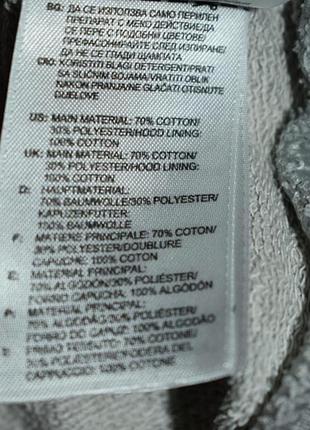 BG: ДА СЕ ИЗПОЛЗВА САМО ПЕРИЛЕН
ПРЕПАРАТ С МЕКО ДЕЙСТВИЕ/ДА
СЕ ПЕРЕ С ПОДОБНИ ЦВЕТОВЕ/
ПРЕФАСОНИРАЙТЕ СЛЕД ИЗПИРАНЕ/
ДА НЕ СЕ ГЛАДИ ЩАМПАТА
CRO: KORISTITI BLAGI DETERGENT/PRATI
SA SLIČNIM BOJAMA/VRATITI OBLIK
NAKON PRANJA/NE GLAČATI OTISNUTE
DIJELOVE
US: MAIN MATERIAL: 70% COTTON/
30% POLYESTER/HOOD LINING:
100% COTTON
UK: MAIN MATERIAL: 70% COTTON/
30% POLYESTER/HOOD LINING:
100% COTTON
D: HAUPTMATERIAL:
70% BAUMWOLLE/30% POLYESTER/
KAPUZENFUTTER:
100% BAUMWOLLE
F: MATIERE PRINCIPALE: 70% COTON/
30% POLYESTER/DOUBLURE
CAPUCHE: 100% COTON
E: MATERIAL PRINCIPAL:
70% ALGODÓN/30% POLIÉSTER/
FORRO CAPUCHA: 100% ALGODÓN
P: MATERIAL PRINCIPAL:
70% ALGODÃO/30% POLIÉSTER/
FORRO DO CAPUZ: 100% ALGODÃO
TESSUTO: 70% COTONE/
30% POLIESTERE/FODERA DEL
CAPPUCCIO: 100% COTONE